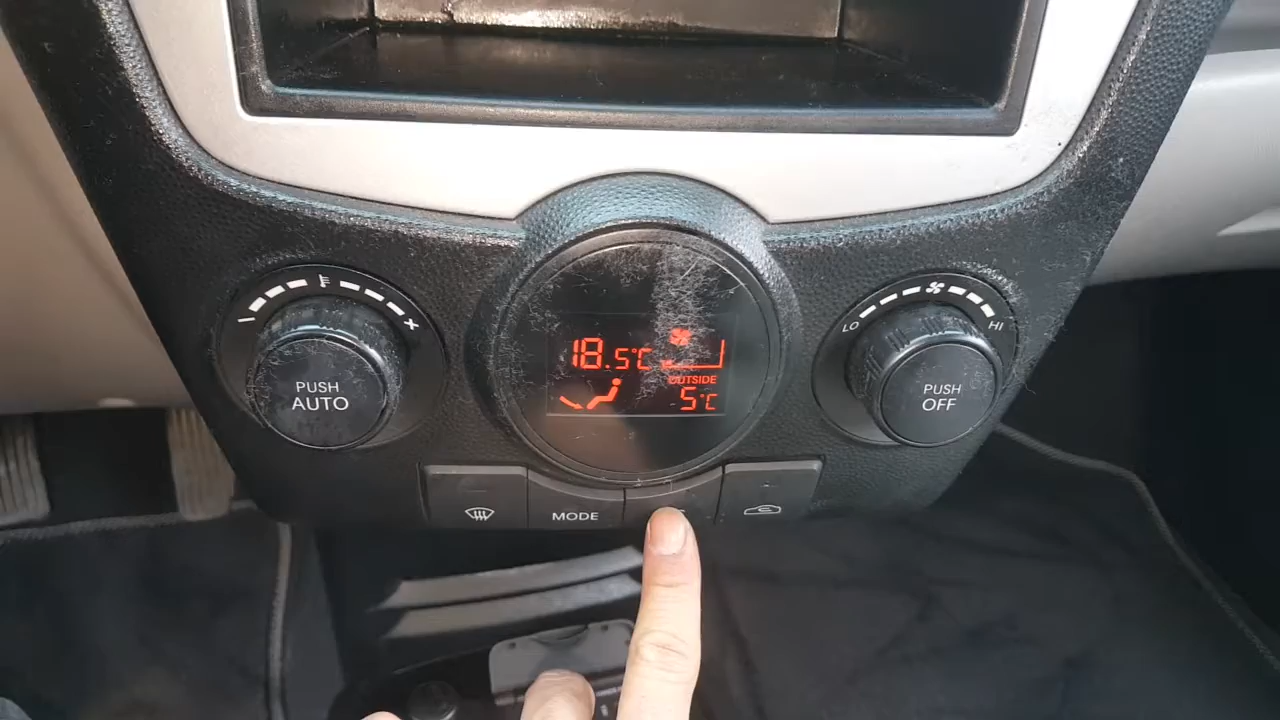 18.5°C
OUTSIDE
5°C
PUSH
AUTO
LO
HI
PUSH
OFF
MODE